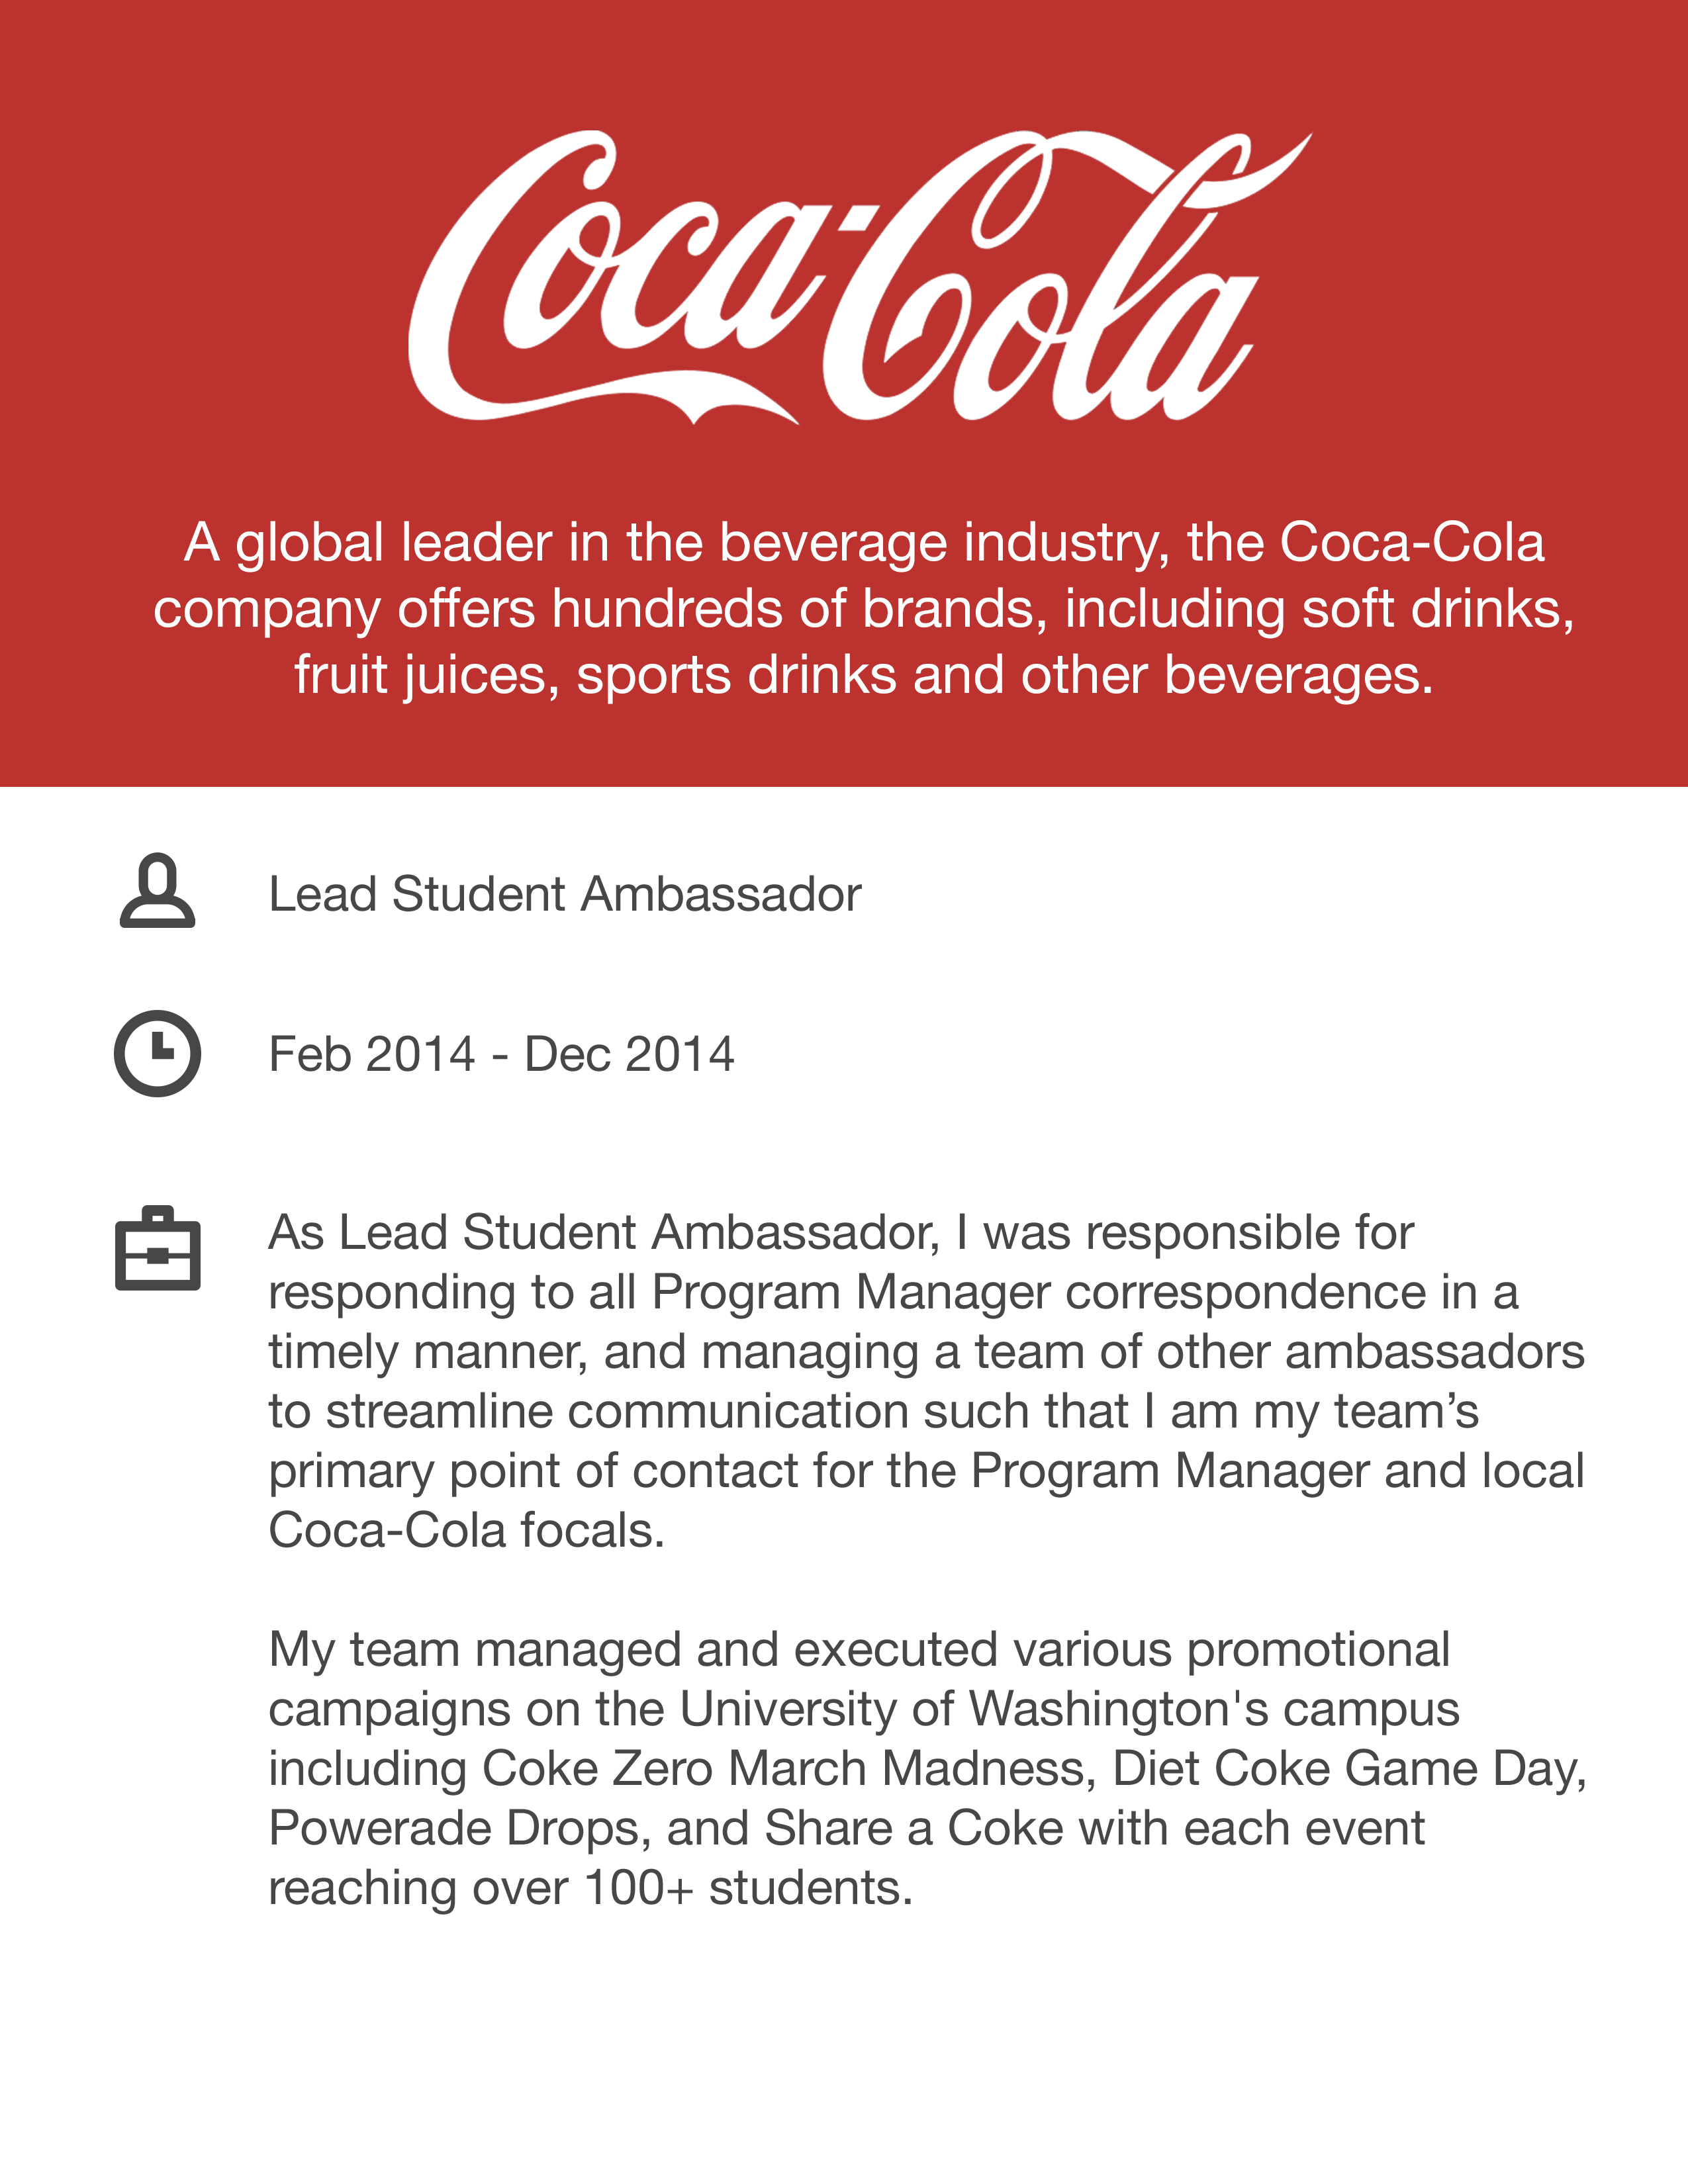 Coca-Cola
A global leader in the beverage industry, the Coca-Cola
company offers hundreds of brands, including soft drinks,
fruit juices, sports drinks and other beverages.
Lead Student Ambassador
Feb 2014 - Dec 2014
As Lead Student Ambassador, I was responsible for
responding to all Program Manager correspondence in a
timely manner, and managing a team of other ambassadors
to streamline communication such that I am my team’s
primary point of contact for the Program Manager and local
Coca-Cola focals.
My team managed and executed various promotional
campaigns on the University of Washington's campus
including Coke Zero March Madness, Diet Coke Game Day,
Powerade Drops, and Share a Coke with each event
reaching over 100+ students.